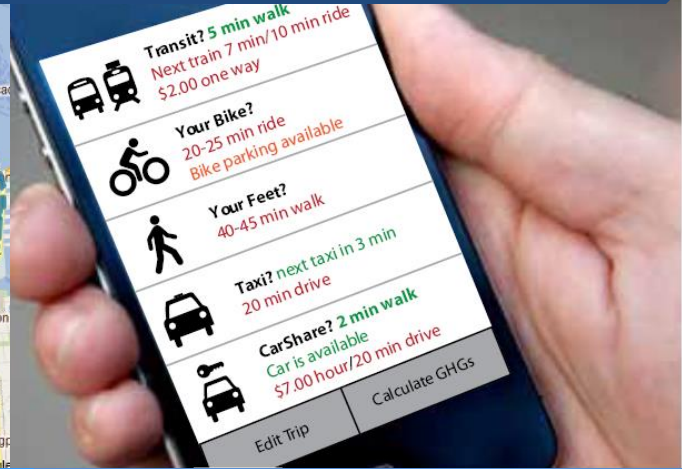 Transit? 5 min walk
Next train 7 min/10 min ride
$2.00 one way
Your Bike?
20-25 min ride
Bike parking available
Your Feet?
40-45 min walk
Taxi? next taxi in 3 min
20 min drive
CarShare? 2 min walk
Car is available
$7.00 hour/20 min drive
Edit Trip
Calculate GHGs